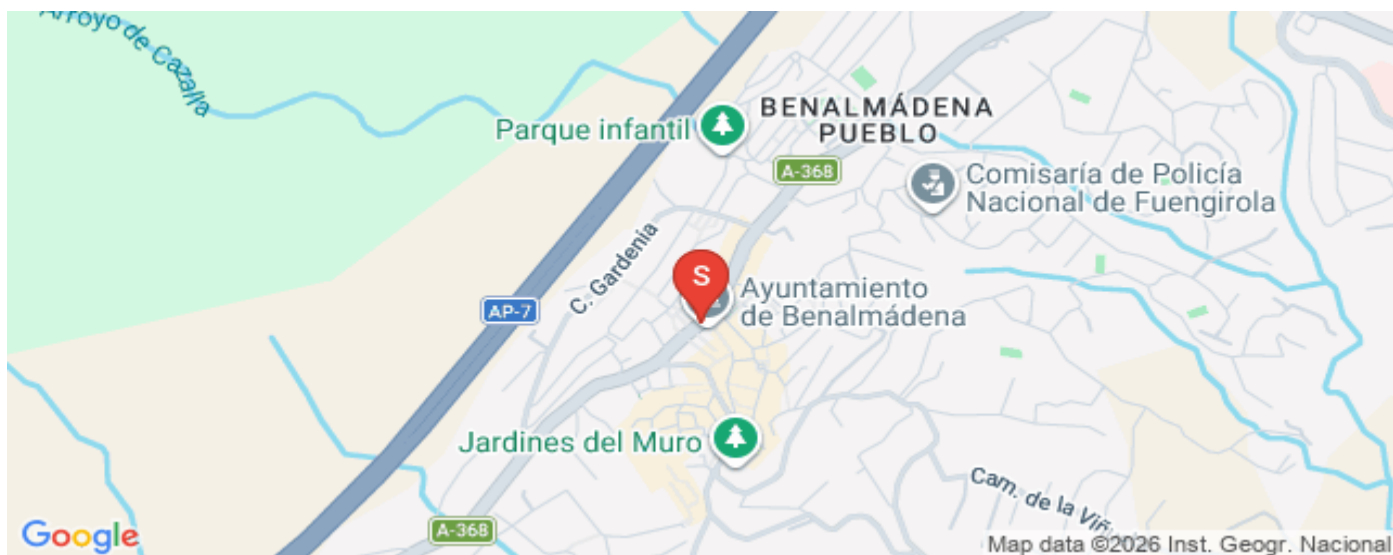 Arroyo de Cazalla
BENALMÁDENA
PUEBLO
Parque infantil
A-368
Comisaría de Policía
Nacional de Fuengirola
C. Gardenia
S
Ayuntamiento
de Benalmádena
AP-7
Jardines del Muro
Cam. de la Viñ
A-368
Google
Map data ©2026 Inst. Geogr. Nacional